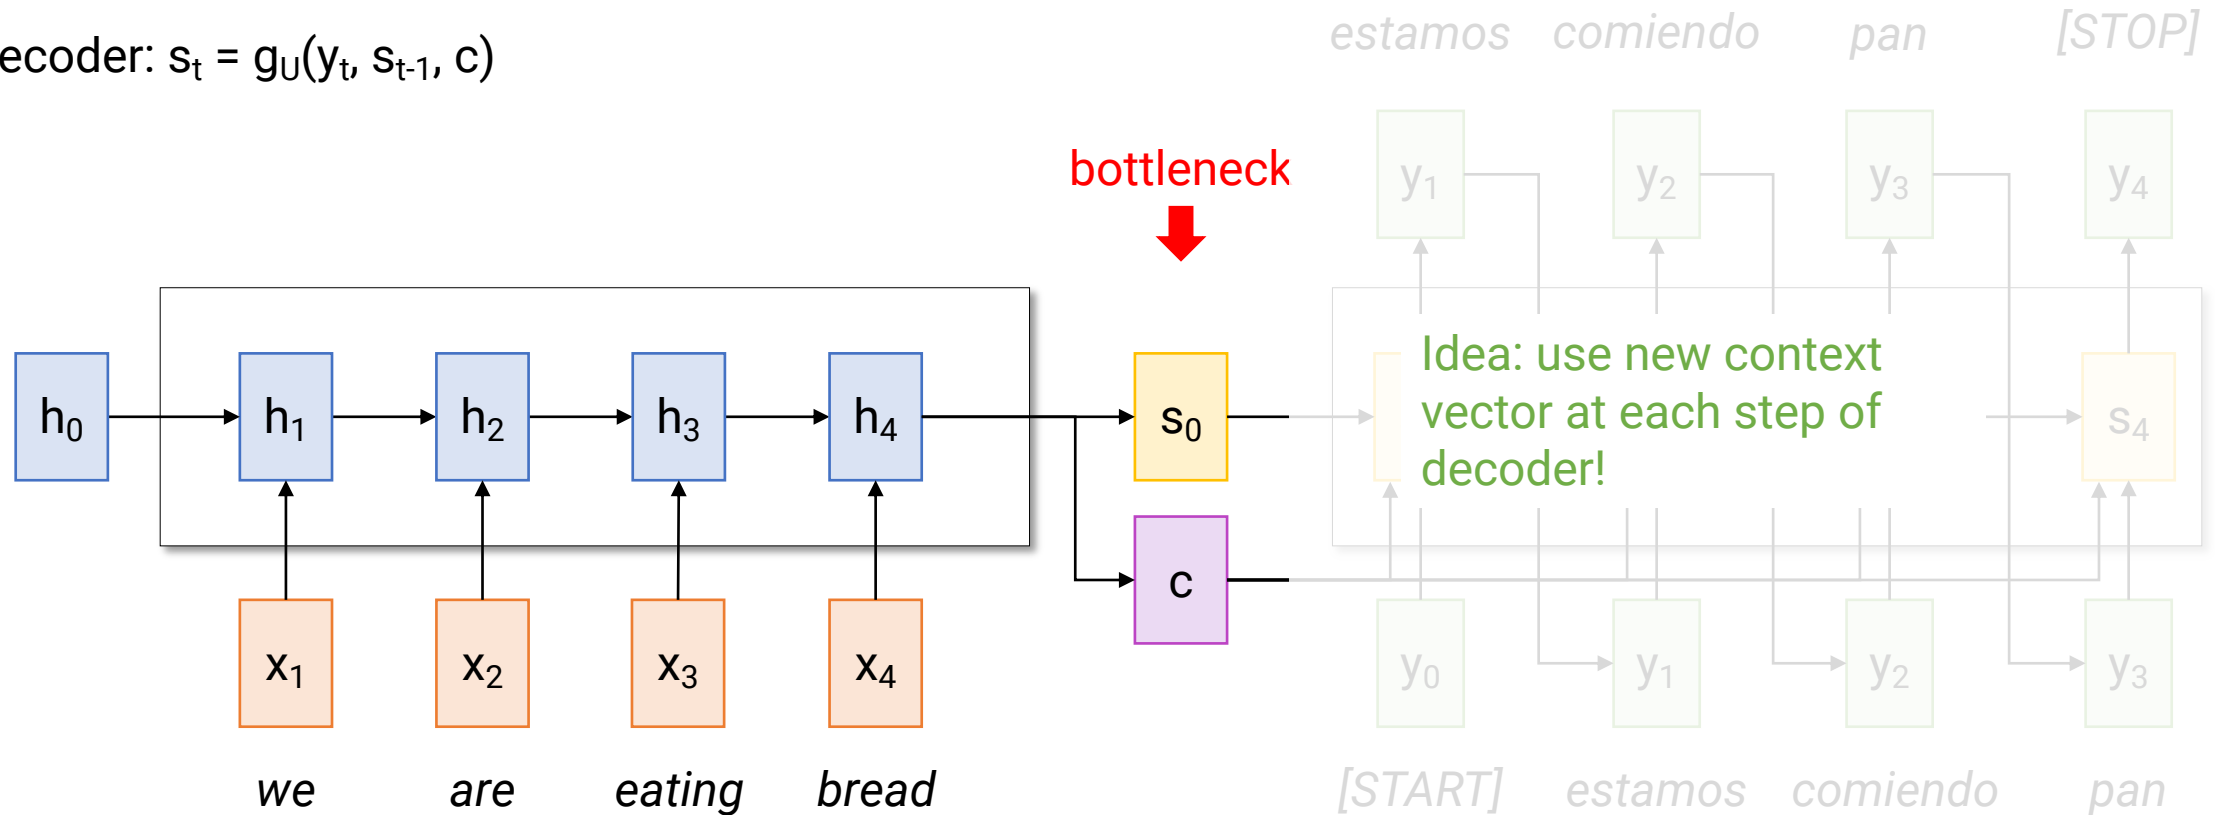 estamos comiendo pan [STOP]
ecoder: sₜ = gᵤ(yₜ, sₜ₋₁, c)
bottleneck
y₁ y₂ y₃ y₄
Idea: use new context
vector at each step of
decoder!
h₀ h₁ h₂ h₃ h₄ s₀ s₄
c
x₁ x₂ x₃ x₄ y₀ y₁ y₂ y₃
we are eating bread [START] estamos comiendo pan